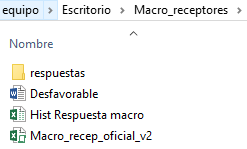 equipo > Escritorio > Macro_receptores
Nombre
respuestas
Desfavorable
Hist Respuesta macro
Macro_recep_oficial_v2